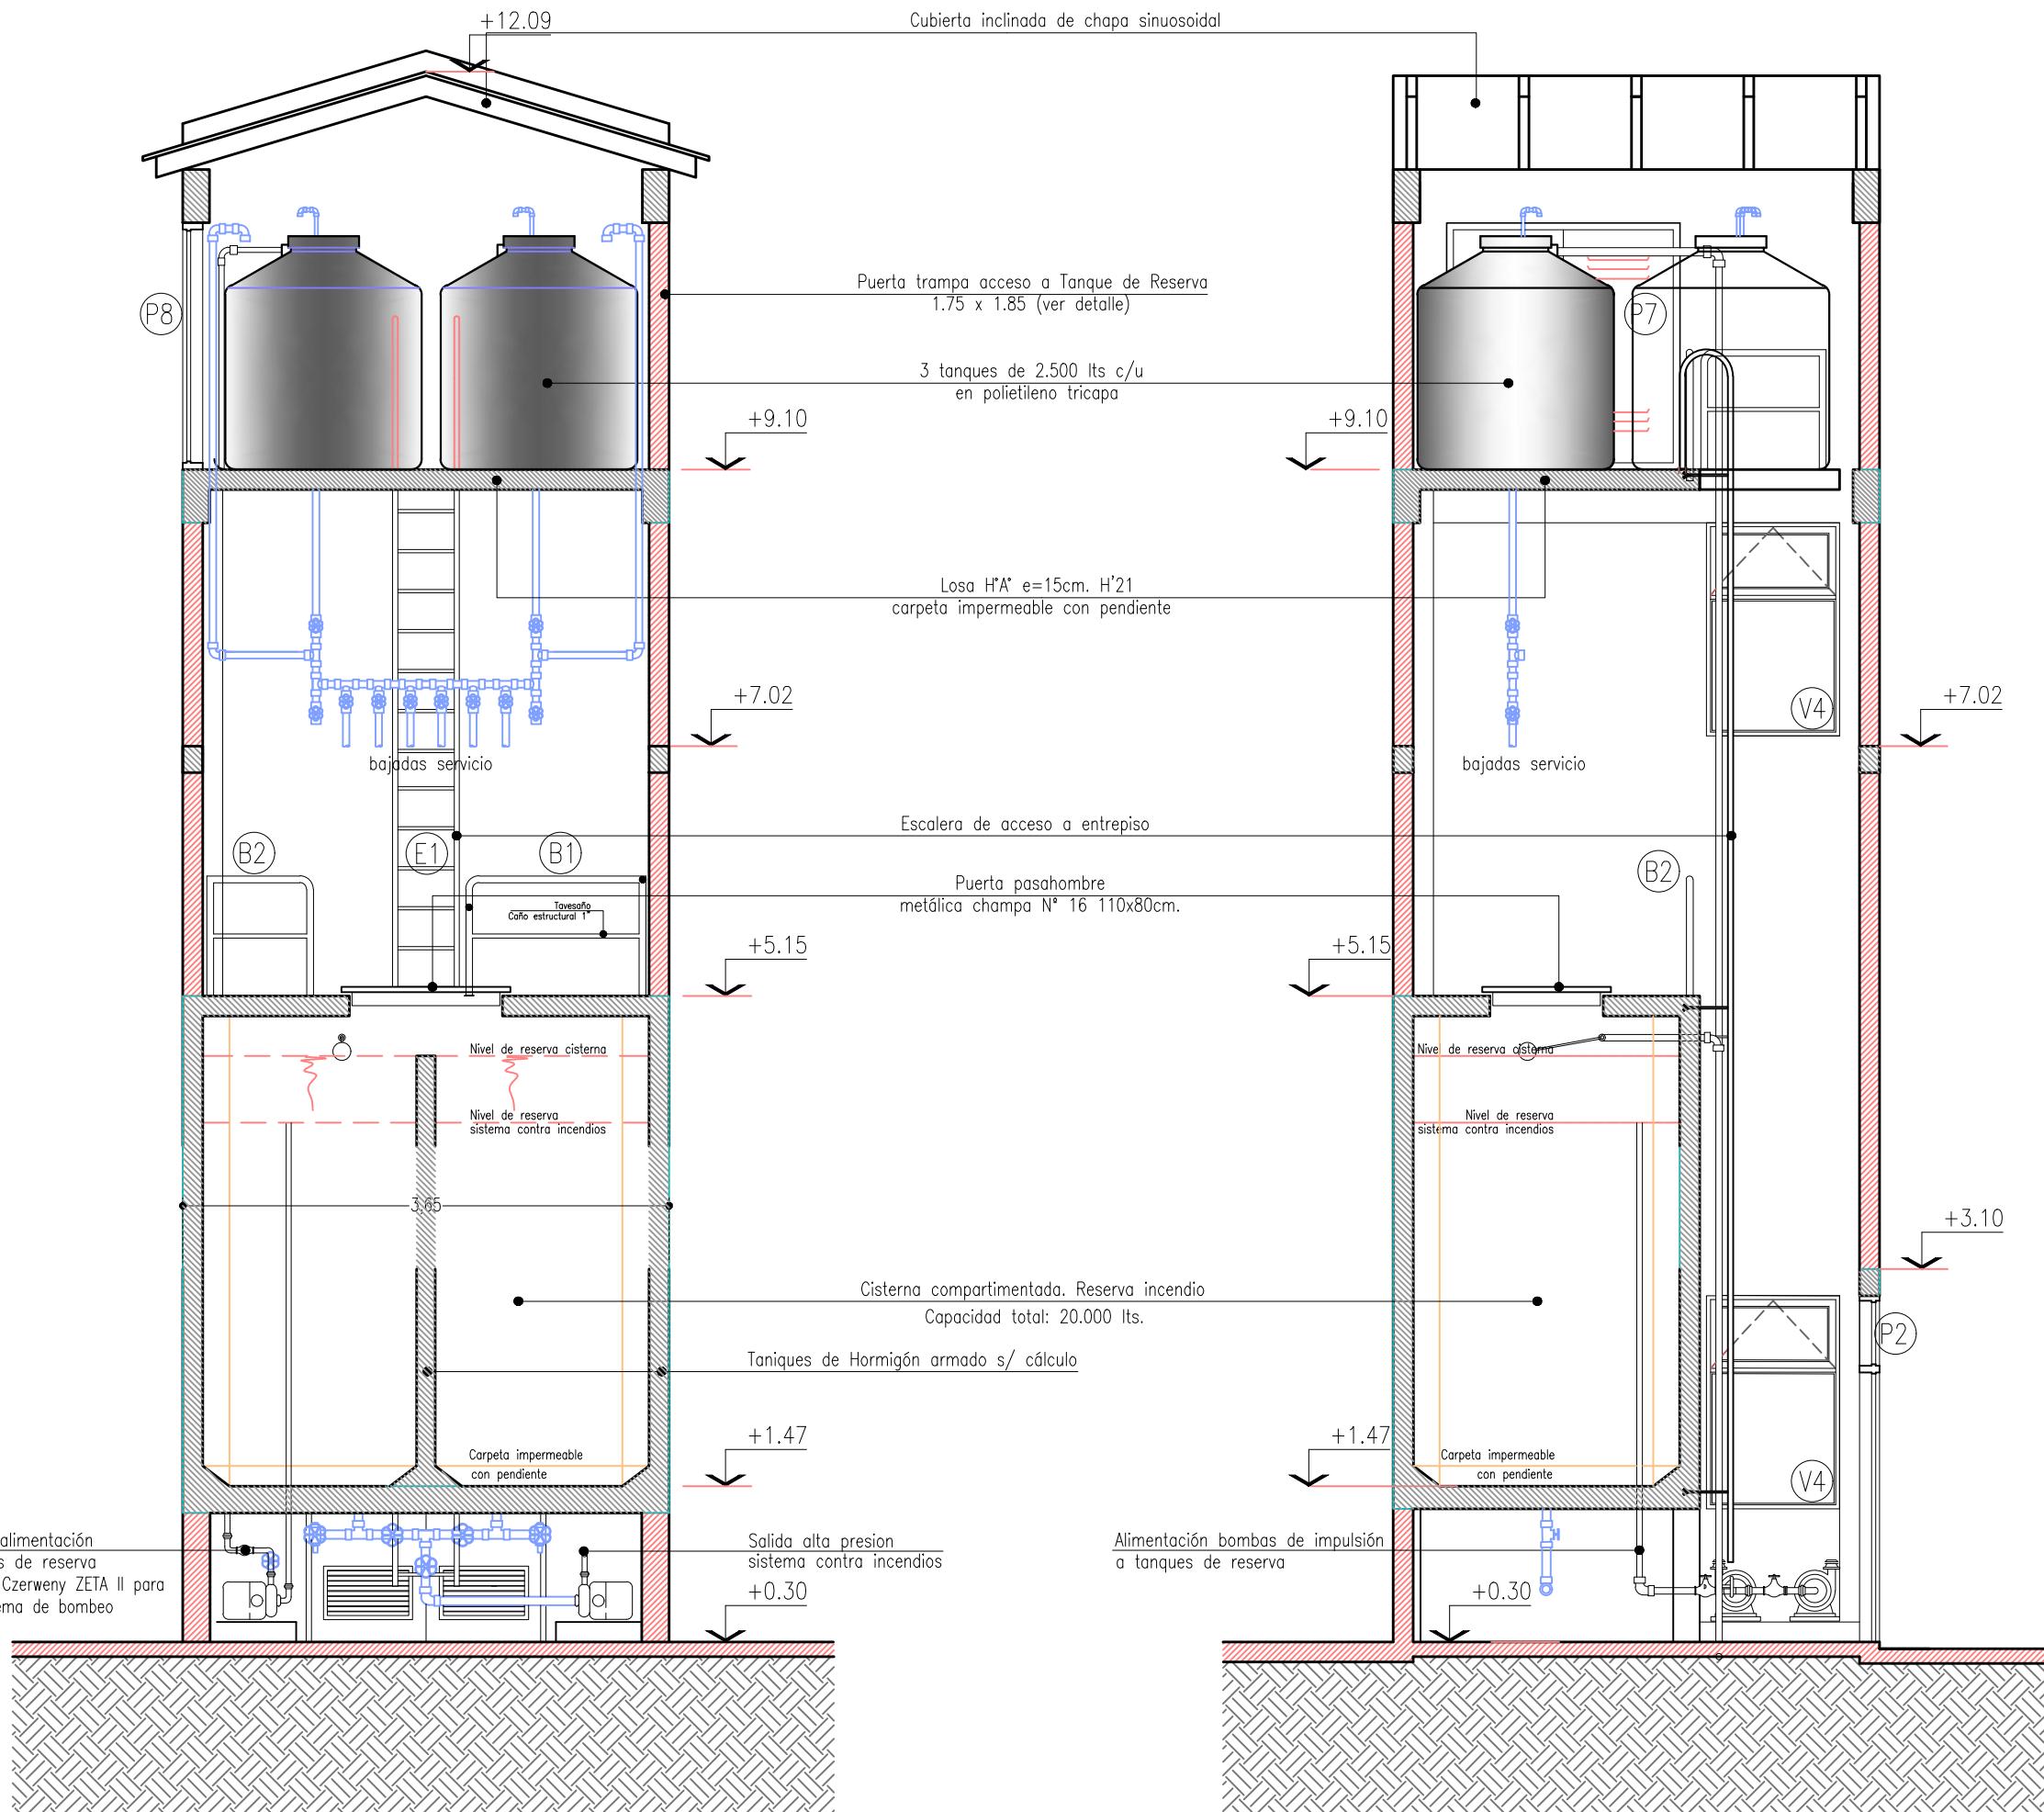 +12.09
Cubierta inclinada de chapa sinuosoidal
P8
Puerta trampa acceso a Tanque de Reserva
1.75 x 1.85 (ver detalle)
P7
3 tanques de 2.500 lts c/u
en polietileno tricapa
+9.10
+9.10
Losa H°A° e=15cm. H'21
carpeta impermeable con pendiente
+7.02
V4
+7.02
bajadas servicio
bajadas servicio
Escalera de acceso a entrepiso
B2
E1
B1
B2
Puerta pasahombre
metálica champa Nº 16 110x80cm.
Tavesaño
Caño estructural 1"
+5.15
+5.15
Nivel de reserva cisterna
Nivel de reserva cisterna
Nivel de reserva
sistema contra incendios
Nivel de reserva
sistema contra incendios
3,65
+3.10
Cisterna compartimentada. Reserva incendio
Capacidad total: 20.000 lts.
P2
Taniques de Hormigón armado s/ cálculo
+1.47
+1.47
Carpeta impermeable
con pendiente
Carpeta impermeable
con pendiente
V4
alimentación
s de reserva
Czerweny ZETA II para
ema de bombeo
Salida alta presion
sistema contra incendios
Alimentación bombas de impulsión
a tanques de reserva
+0.30
+0.30